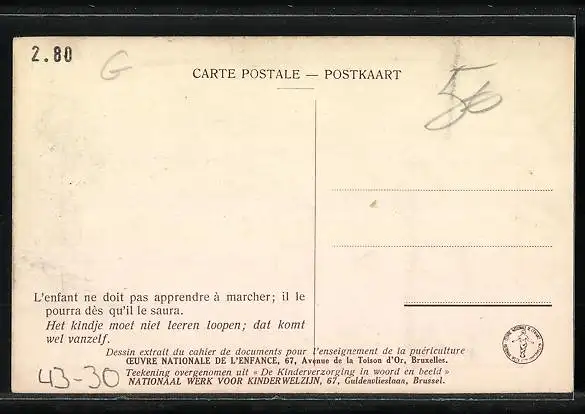 2.80
G
CARTE POSTALE — POSTKAART
50
L'enfant ne doit pas apprendre à marcher; il le
pourra dès qu'il le saura.
Het kindje moet niet leeren loopen; dat komt
wel vanzelf.
Dessin extrait du cahier de documents pour l'enseignement de la puériculture
ŒUVRE NATIONALE DE L'ENFANCE, 67, Avenue de la Toison d'Or, Bruxelles.
Teekening overgenomen uit « De Kinderverzorging in woord en beeld »
NATIONAAL WERK VOOR KINDERWELZIJN, 67, Guldenvlieslaan, Brussel.
43-30